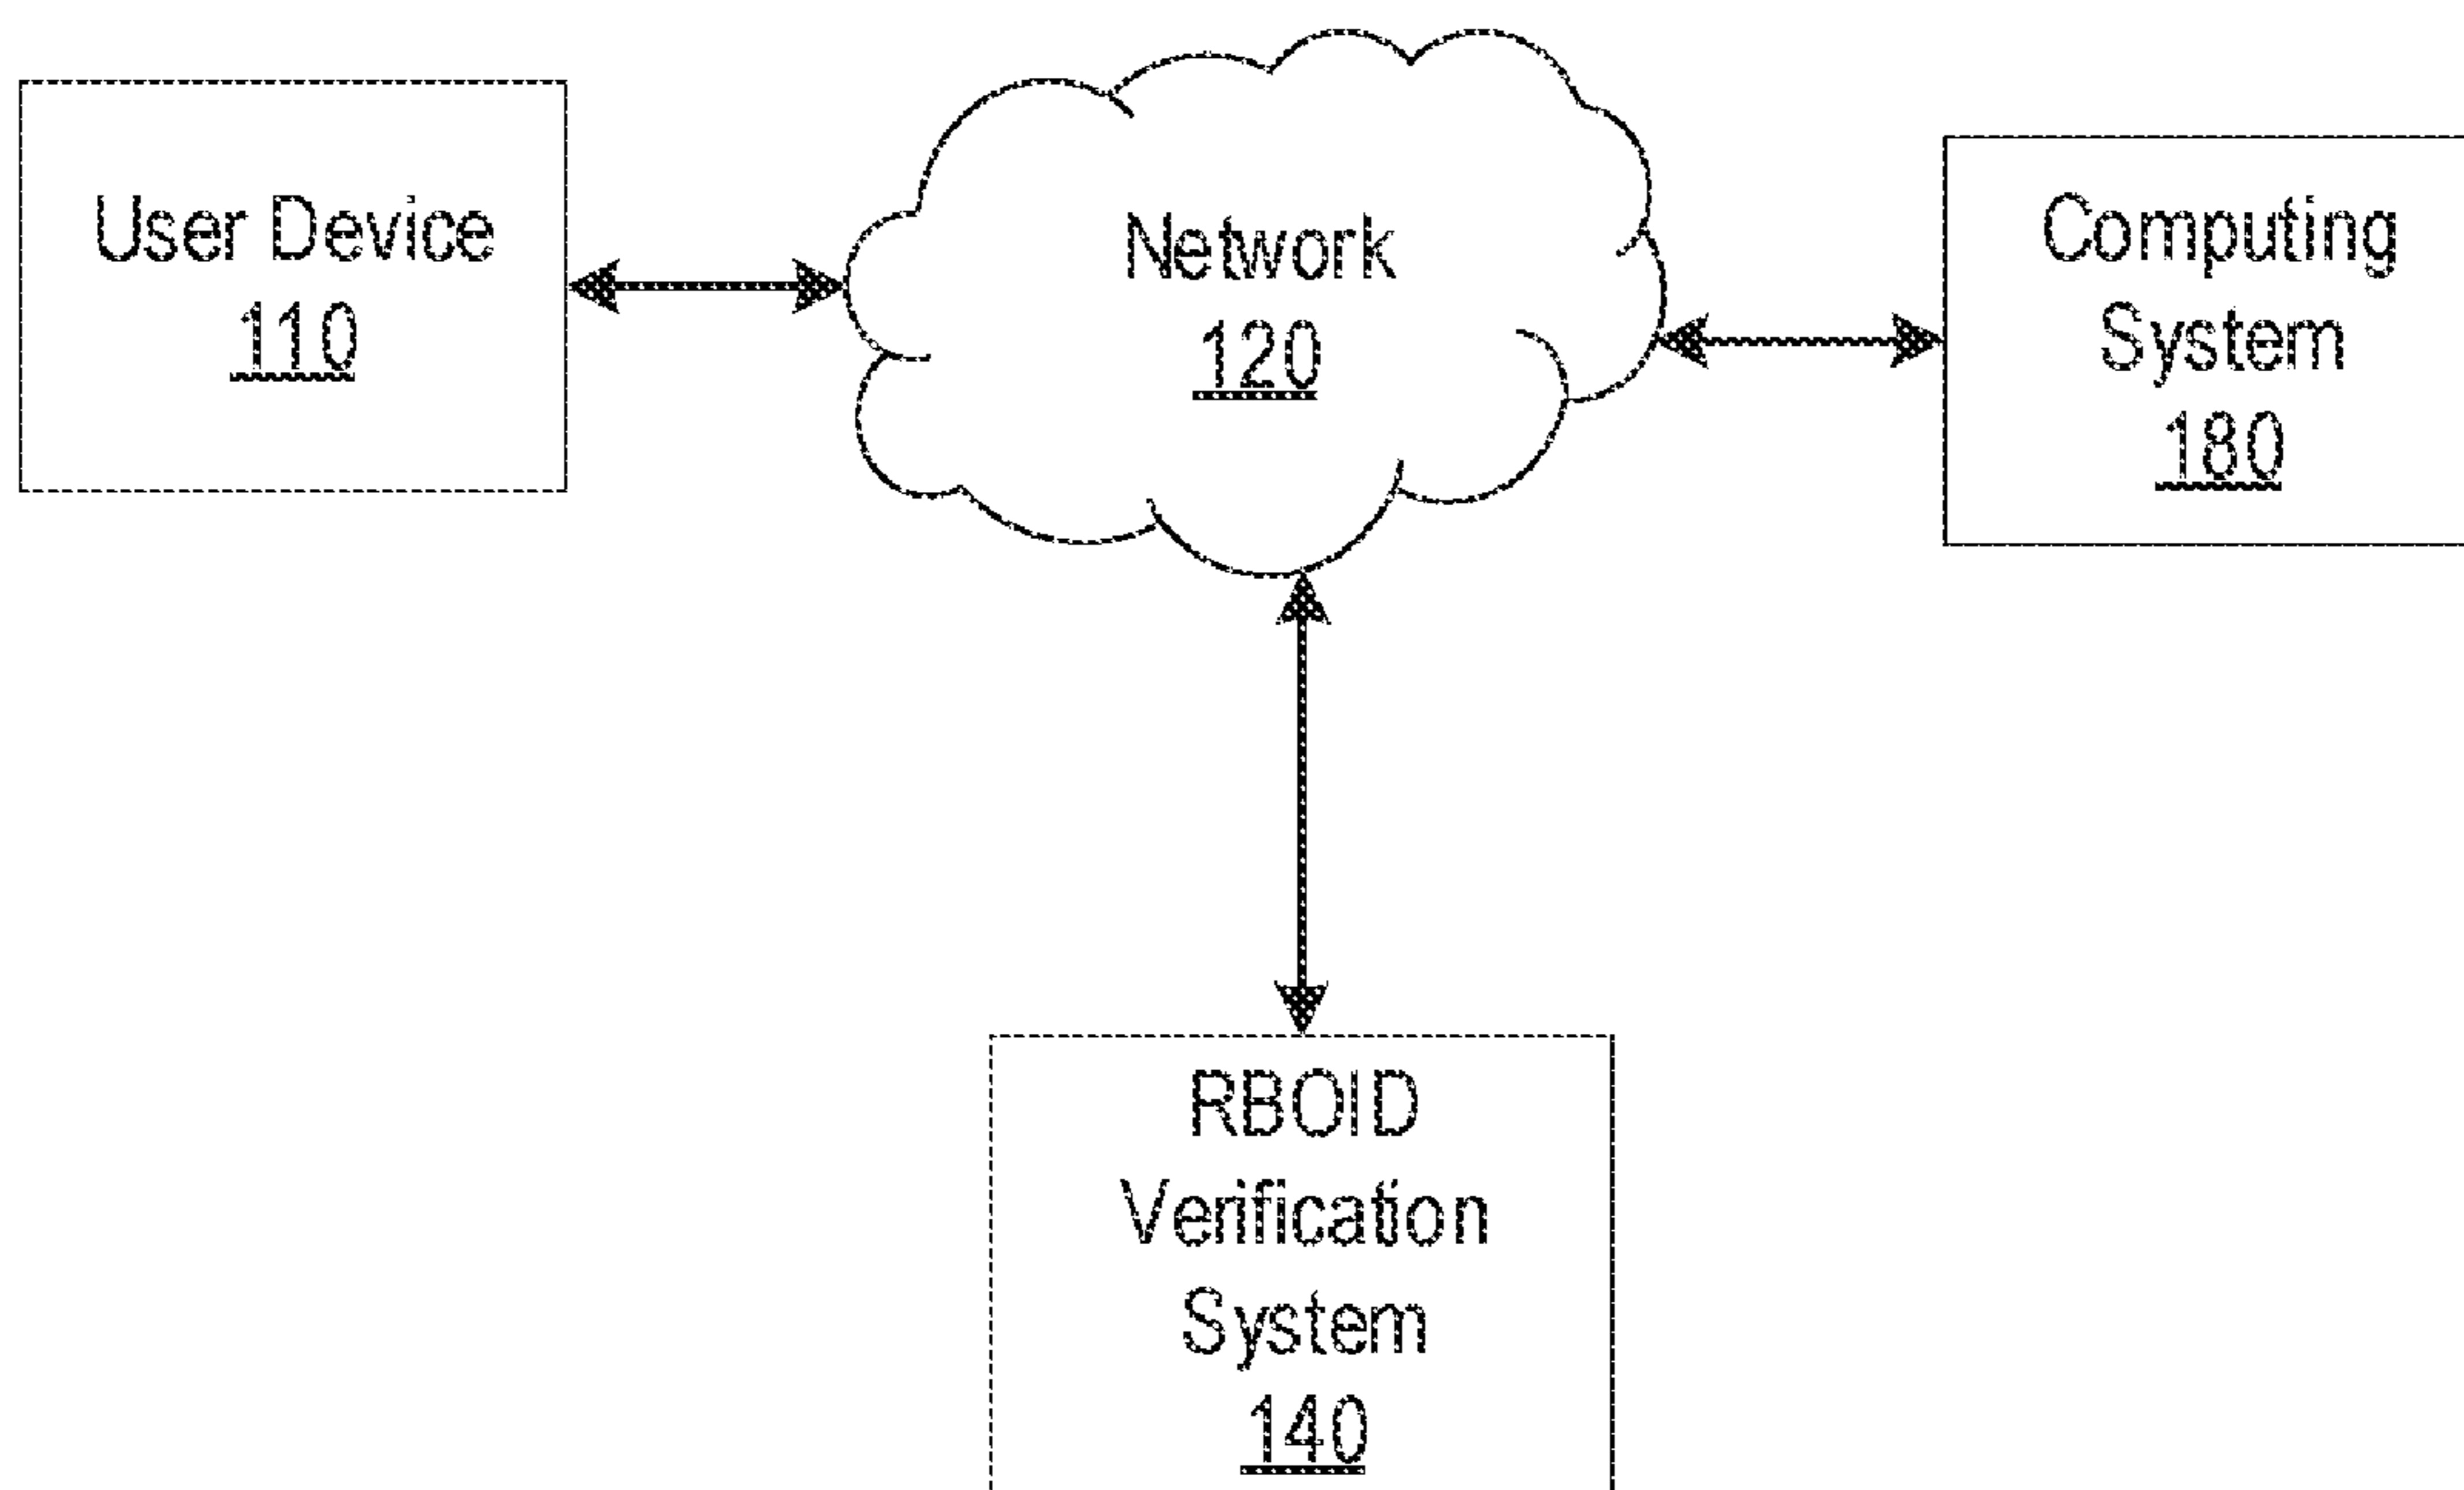 User Device
110
Network
120
Computing
System
180
RBOID
Verification
System
140